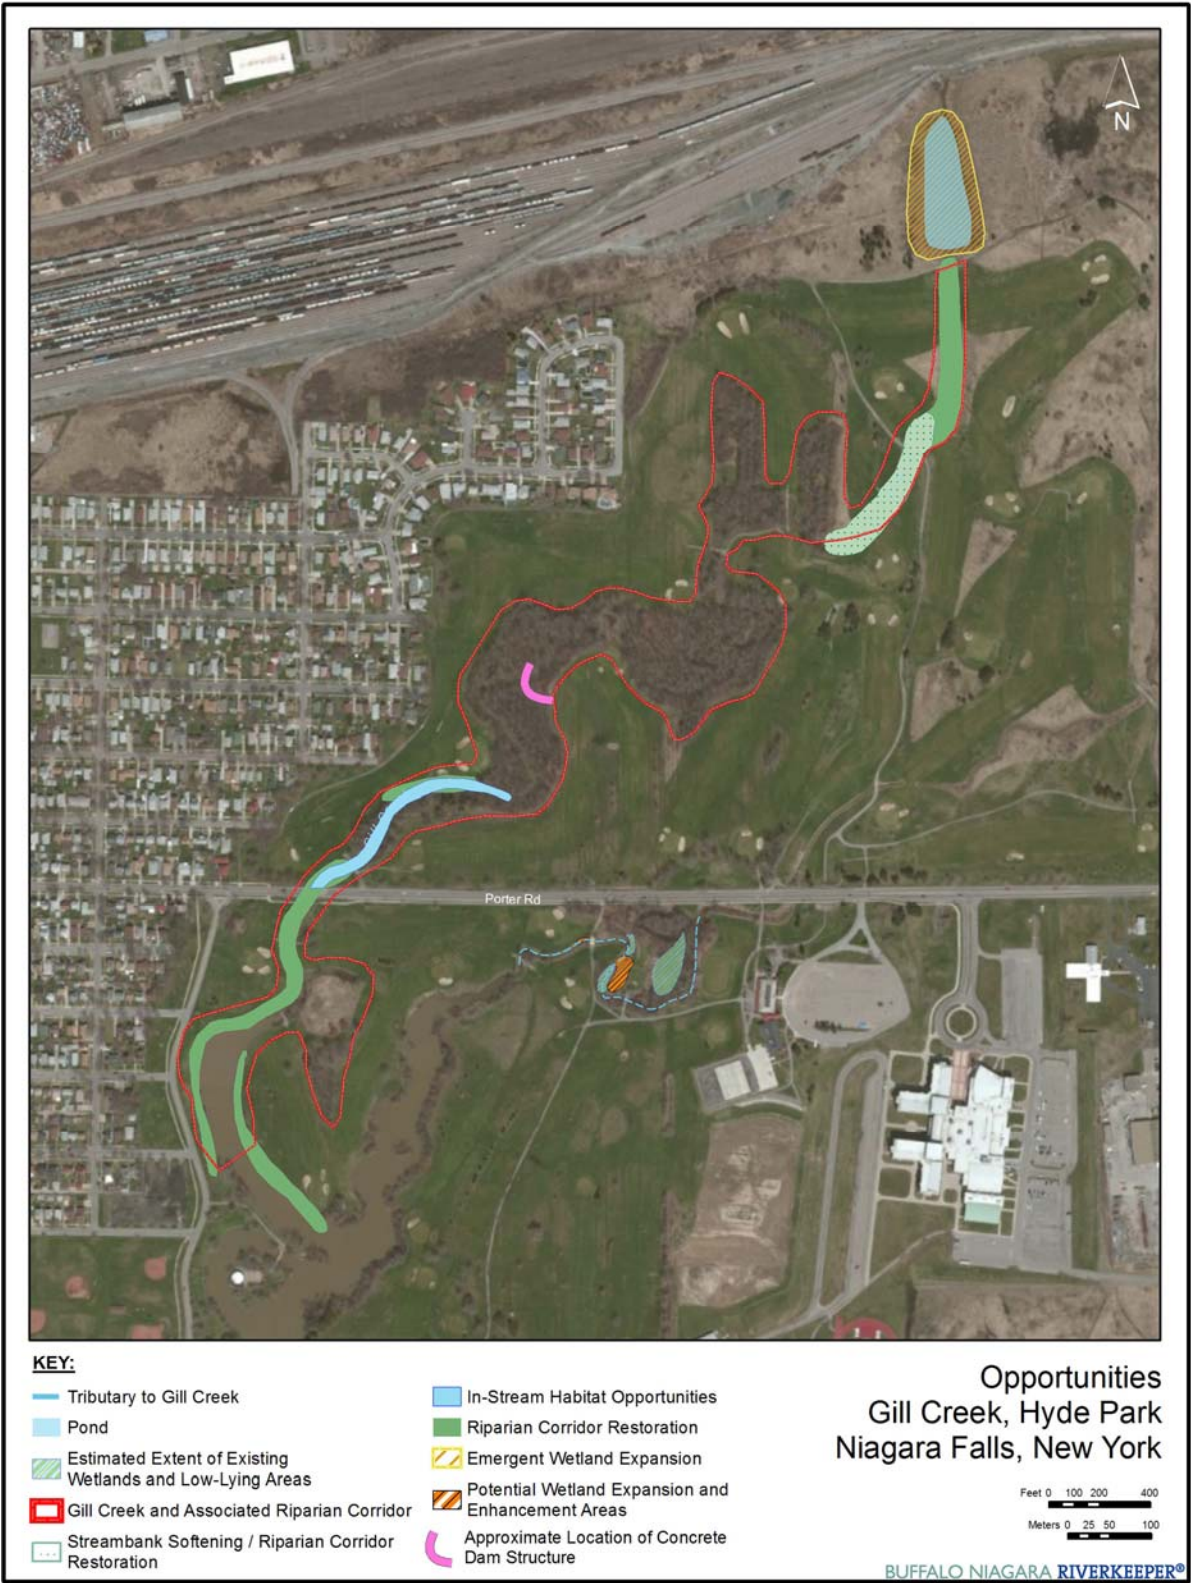 N
Porter Rd
KEY:
Tributary to Gill Creek
Pond
Estimated Extent of Existing
Wetlands and Low-Lying Areas
Gill Creek and Associated Riparian Corridor
Streambank Softening / Riparian Corridor
Restoration
In-Stream Habitat Opportunities
Riparian Corridor Restoration
Emergent Wetland Expansion
Potential Wetland Expansion and
Enhancement Areas
Approximate Location of Concrete
Dam Structure
Opportunities
Gill Creek, Hyde Park
Niagara Falls, New York
Feet 0 100 200 400
Meters 0 25 50 100
BUFFALO NIAGARA RIVERKEEPER®